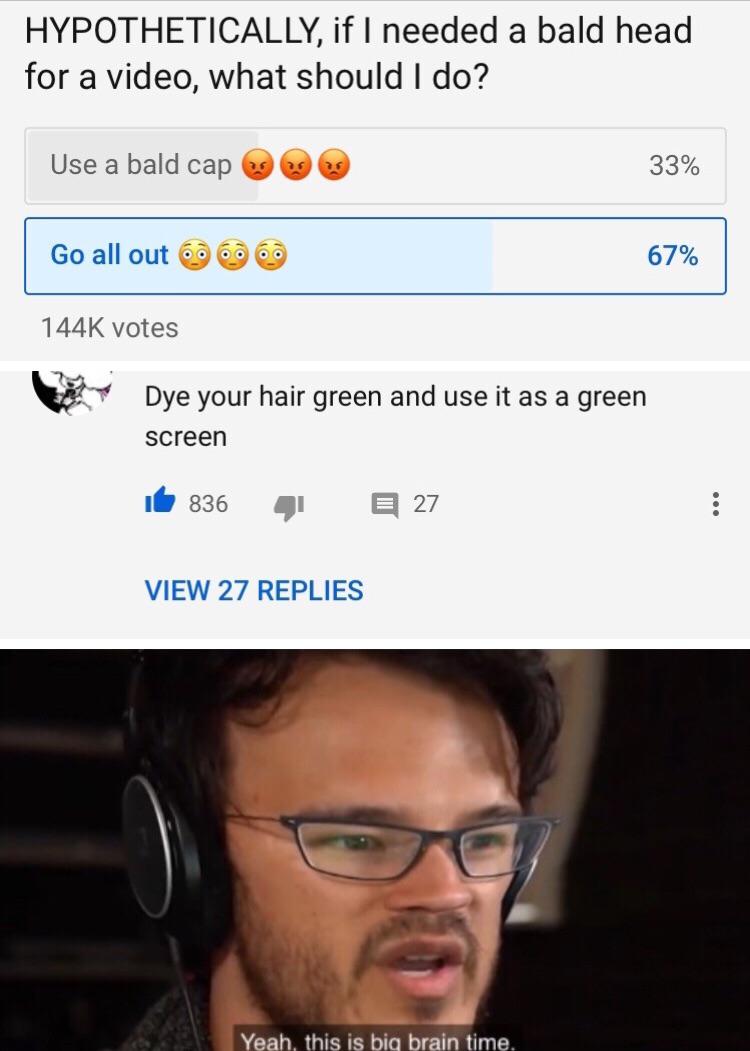 HYPOTHETICALLY, if I needed a bald head
for a video, what should I do?
Use a bald cap 😡😡😡 33%
Go all out 😳😳😳 67%
144K votes
Dye your hair green and use it as a green
screen
836 27
VIEW 27 REPLIES
Yeah, this is big brain time.